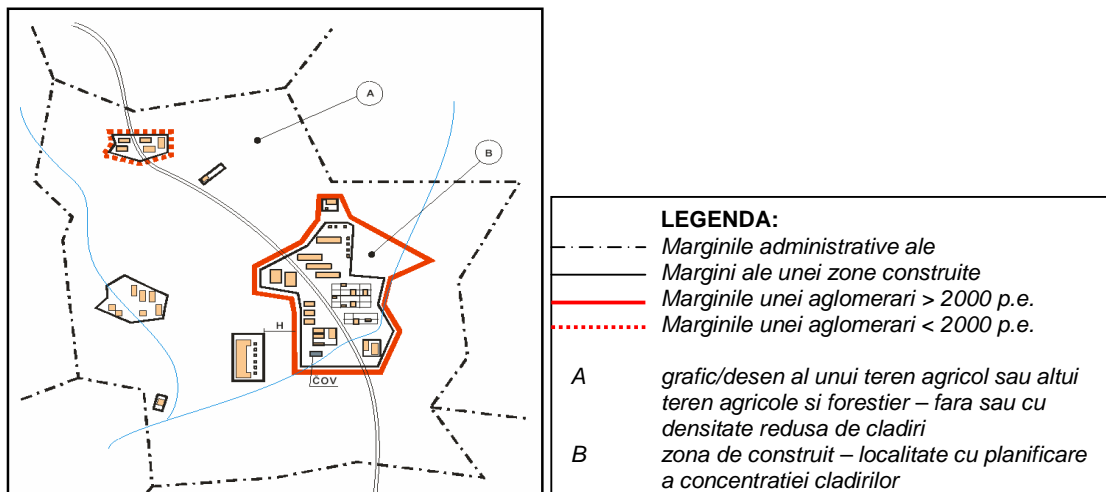 A
B
H
COV
LEGENDA:
Marginile administrative ale
Margini ale unei zone construite
Marginile unei aglomerari > 2000 p.e.
Marginile unei aglomerari < 2000 p.e.
A grafic/desen al unui teren agricol sau altui
teren agricole si forestier – fara sau cu
densitate redusa de cladiri
B zona de construit – localitate cu planificare
a concentratiei cladirilor